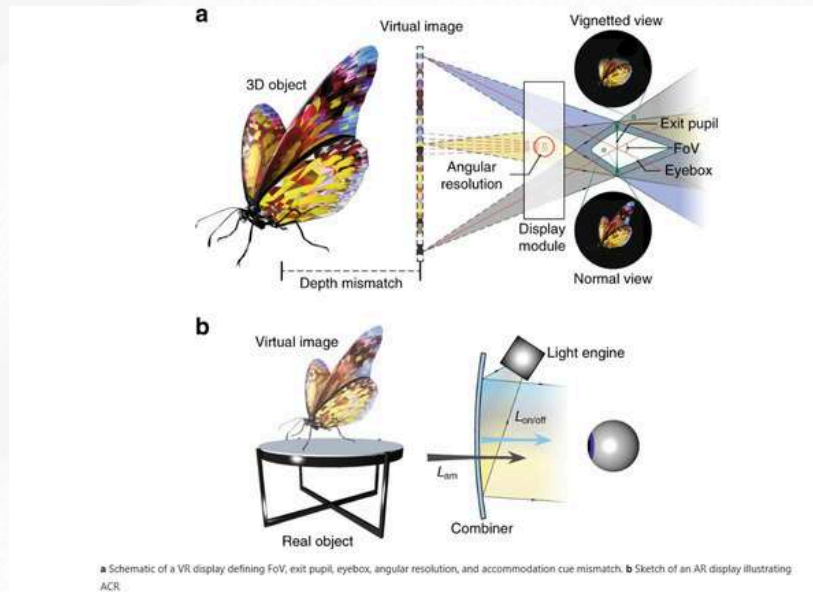 a
Vignetted view
Virtual image
3D object
Exit pupil
FoV
Eyebox
Angular
resolution
Display
module
Depth mismatch
Normal view
b
Virtual image
Light engine
Lon/off
Lam
Combiner
Real object
a Schematic of a VR display defining FoV, exit pupil, eyebox, angular resolution, and accommodation cue mismatch. b Sketch of an AR display illustrating
ACR